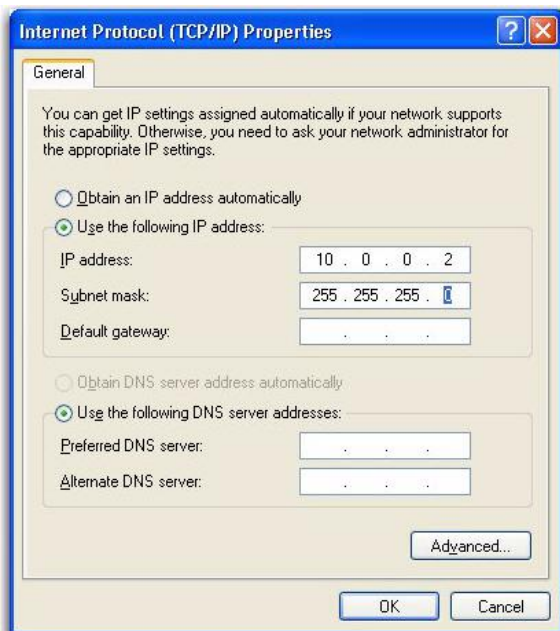 Internet Protocol (TCP/IP) Properties
General
You can get IP settings assigned automatically if your network supports
this capability. Otherwise, you need to ask your network administrator for
the appropriate IP settings.
Obtain an IP address automatically
Use the following IP address:
IP address: 10 . 0 . 0 . 2
Subnet mask: 255 . 255 . 255 . 0
Default gateway: . . .
Obtain DNS server address automatically
Use the following DNS server addresses:
Preferred DNS server: . . .
Alternate DNS server: . . .
Advanced...
OK Cancel